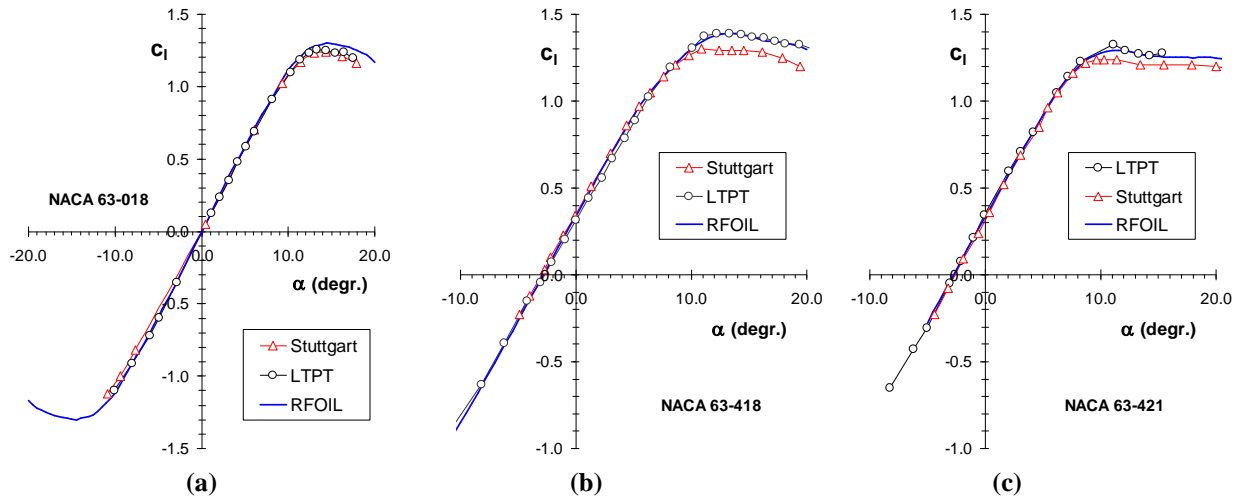 1.5
c_l
1.0
0.5
NACA 63-018
0.0
-20.0 -10.0 0.0 10.0 20.0
α (degr.)
-0.5
Stuttgart
LTPT
RFOIL
-1.0
-1.5
(a)
1.5
c_l
1.0
Stuttgart
LTPT
RFOIL
0.5
0.0
-10.0 0.0 10.0 20.0
α (degr.)
-0.5
NACA 63-418
-1.0
(b)
1.5
c_l
1.0
LTPT
Stuttgart
RFOIL
0.5
0.0
-10.0 0.0 10.0 20.0
α (degr.)
-0.5
NACA 63-421
-1.0
(c)